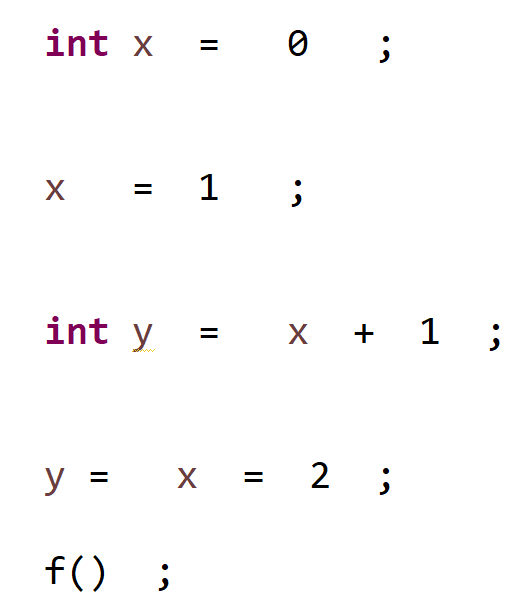 int x  =   0   ;
x   =  1   ;
int y  =   x  +  1  ;
y =   x  =  2  ;
f()  ;